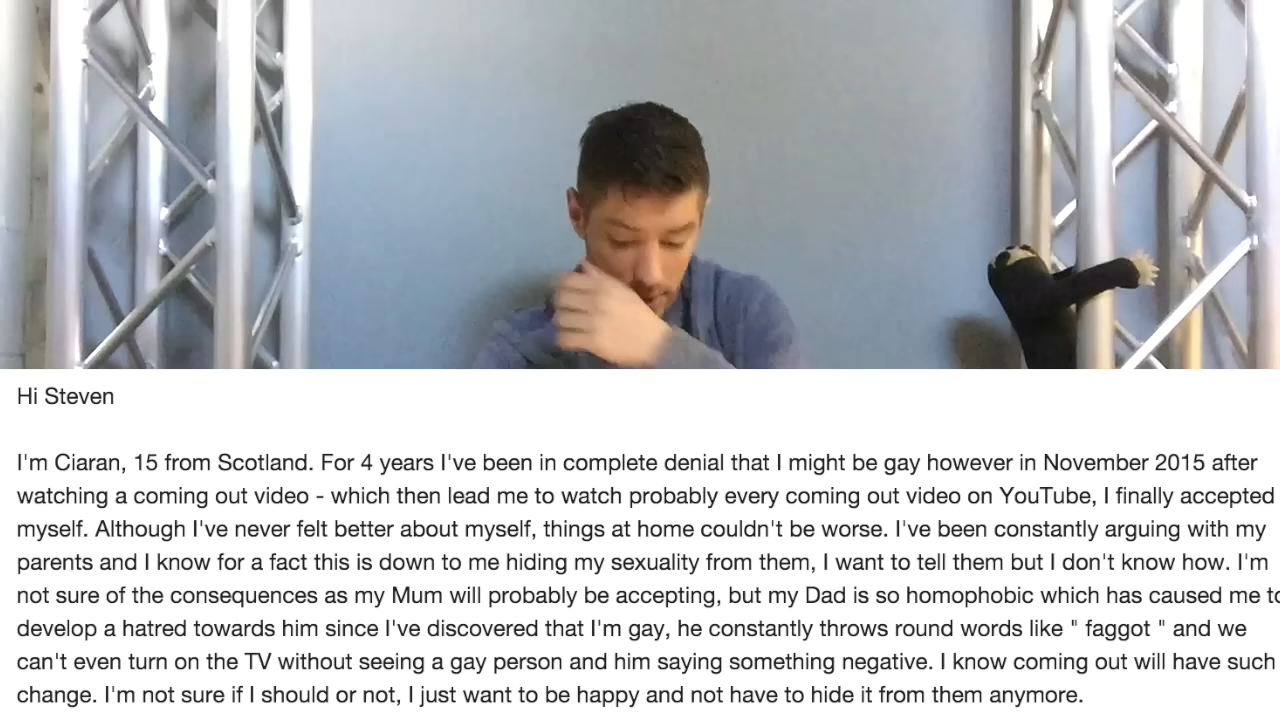 Hi Steven
I'm Ciaran, 15 from Scotland. For 4 years I've been in complete denial that I might be gay however in November 2015 after
watching a coming out video - which then lead me to watch probably every coming out video on YouTube, I finally accepted
myself. Although I've never felt better about myself, things at home couldn't be worse. I've been constantly arguing with my
parents and I know for a fact this is down to me hiding my sexuality from them, I want to tell them but I don't know how. I'm
not sure of the consequences as my Mum will probably be accepting, but my Dad is so homophobic which has caused me to
develop a hatred towards him since I've discovered that I'm gay, he constantly throws round words like " faggot " and we
can't even turn on the TV without seeing a gay person and him saying something negative. I know coming out will have such
change. I'm not sure if I should or not, I just want to be happy and not have to hide it from them anymore.